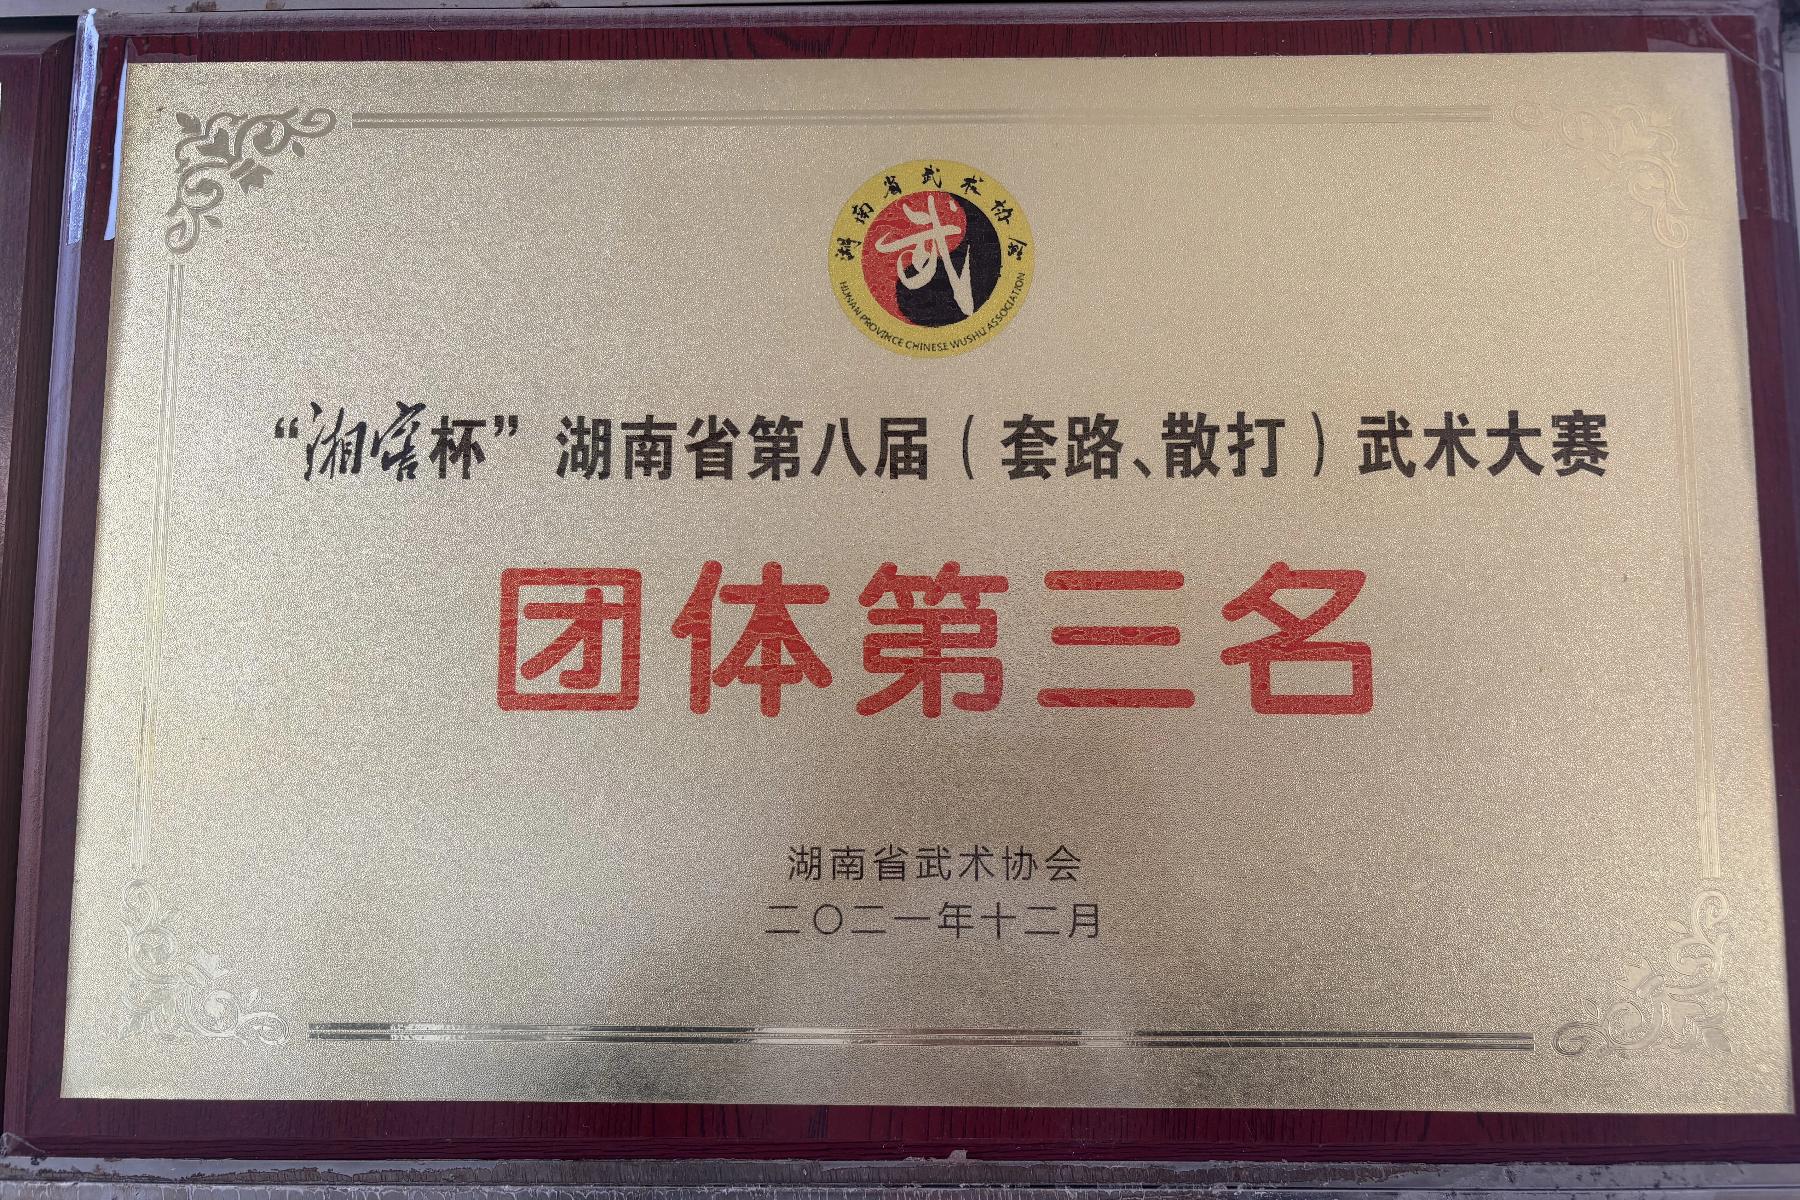 湖南省武术协会
武
HUNAN PROVINCE CHINESE WUSHU ASSOCIATION
“湘窖杯”湖南省第八届（套路、散打）武术大赛
团体第三名
湖南省武术协会
二〇二一年十二月